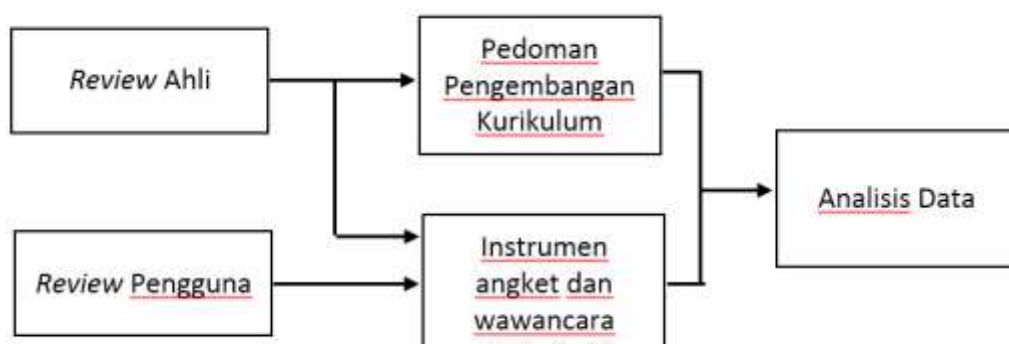 Review Ahli
Pedoman
Pengembangan
Kurikulum
Analisis Data
Review Pengguna
Instrumen
angket dan
wawancara